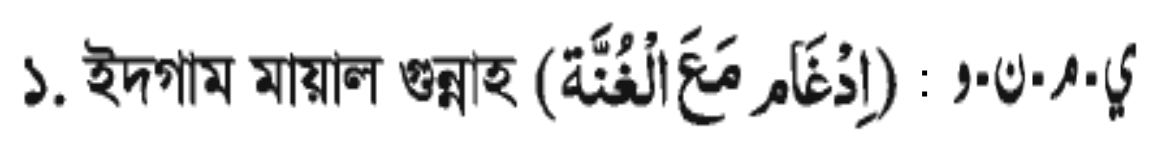 ১. ইদগাম মায়াল গুন্নাহ (اِدْغَام مَعَ الْغُنَّة) : ي-م-ن-و